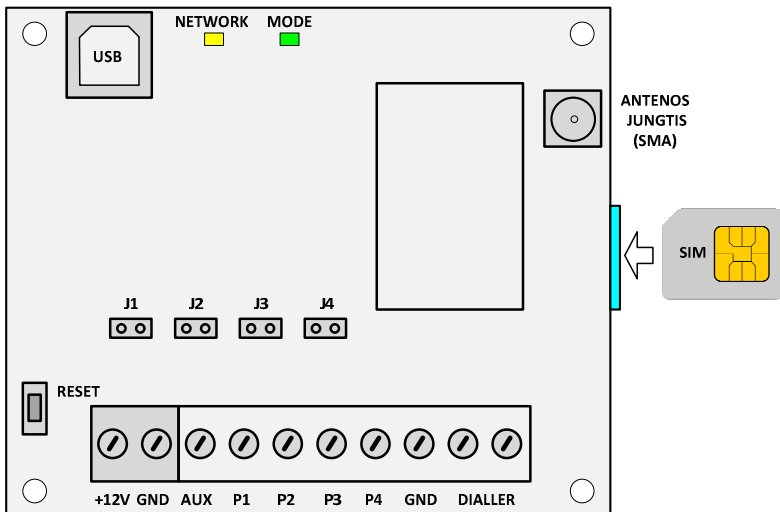 NETWORK MODE
USB
ANTENOS
JUNGTIS
(SMA)
SIM
J1 J2 J3 J4
RESET
+12V GND AUX P1 P2 P3 P4 GND DIALLER